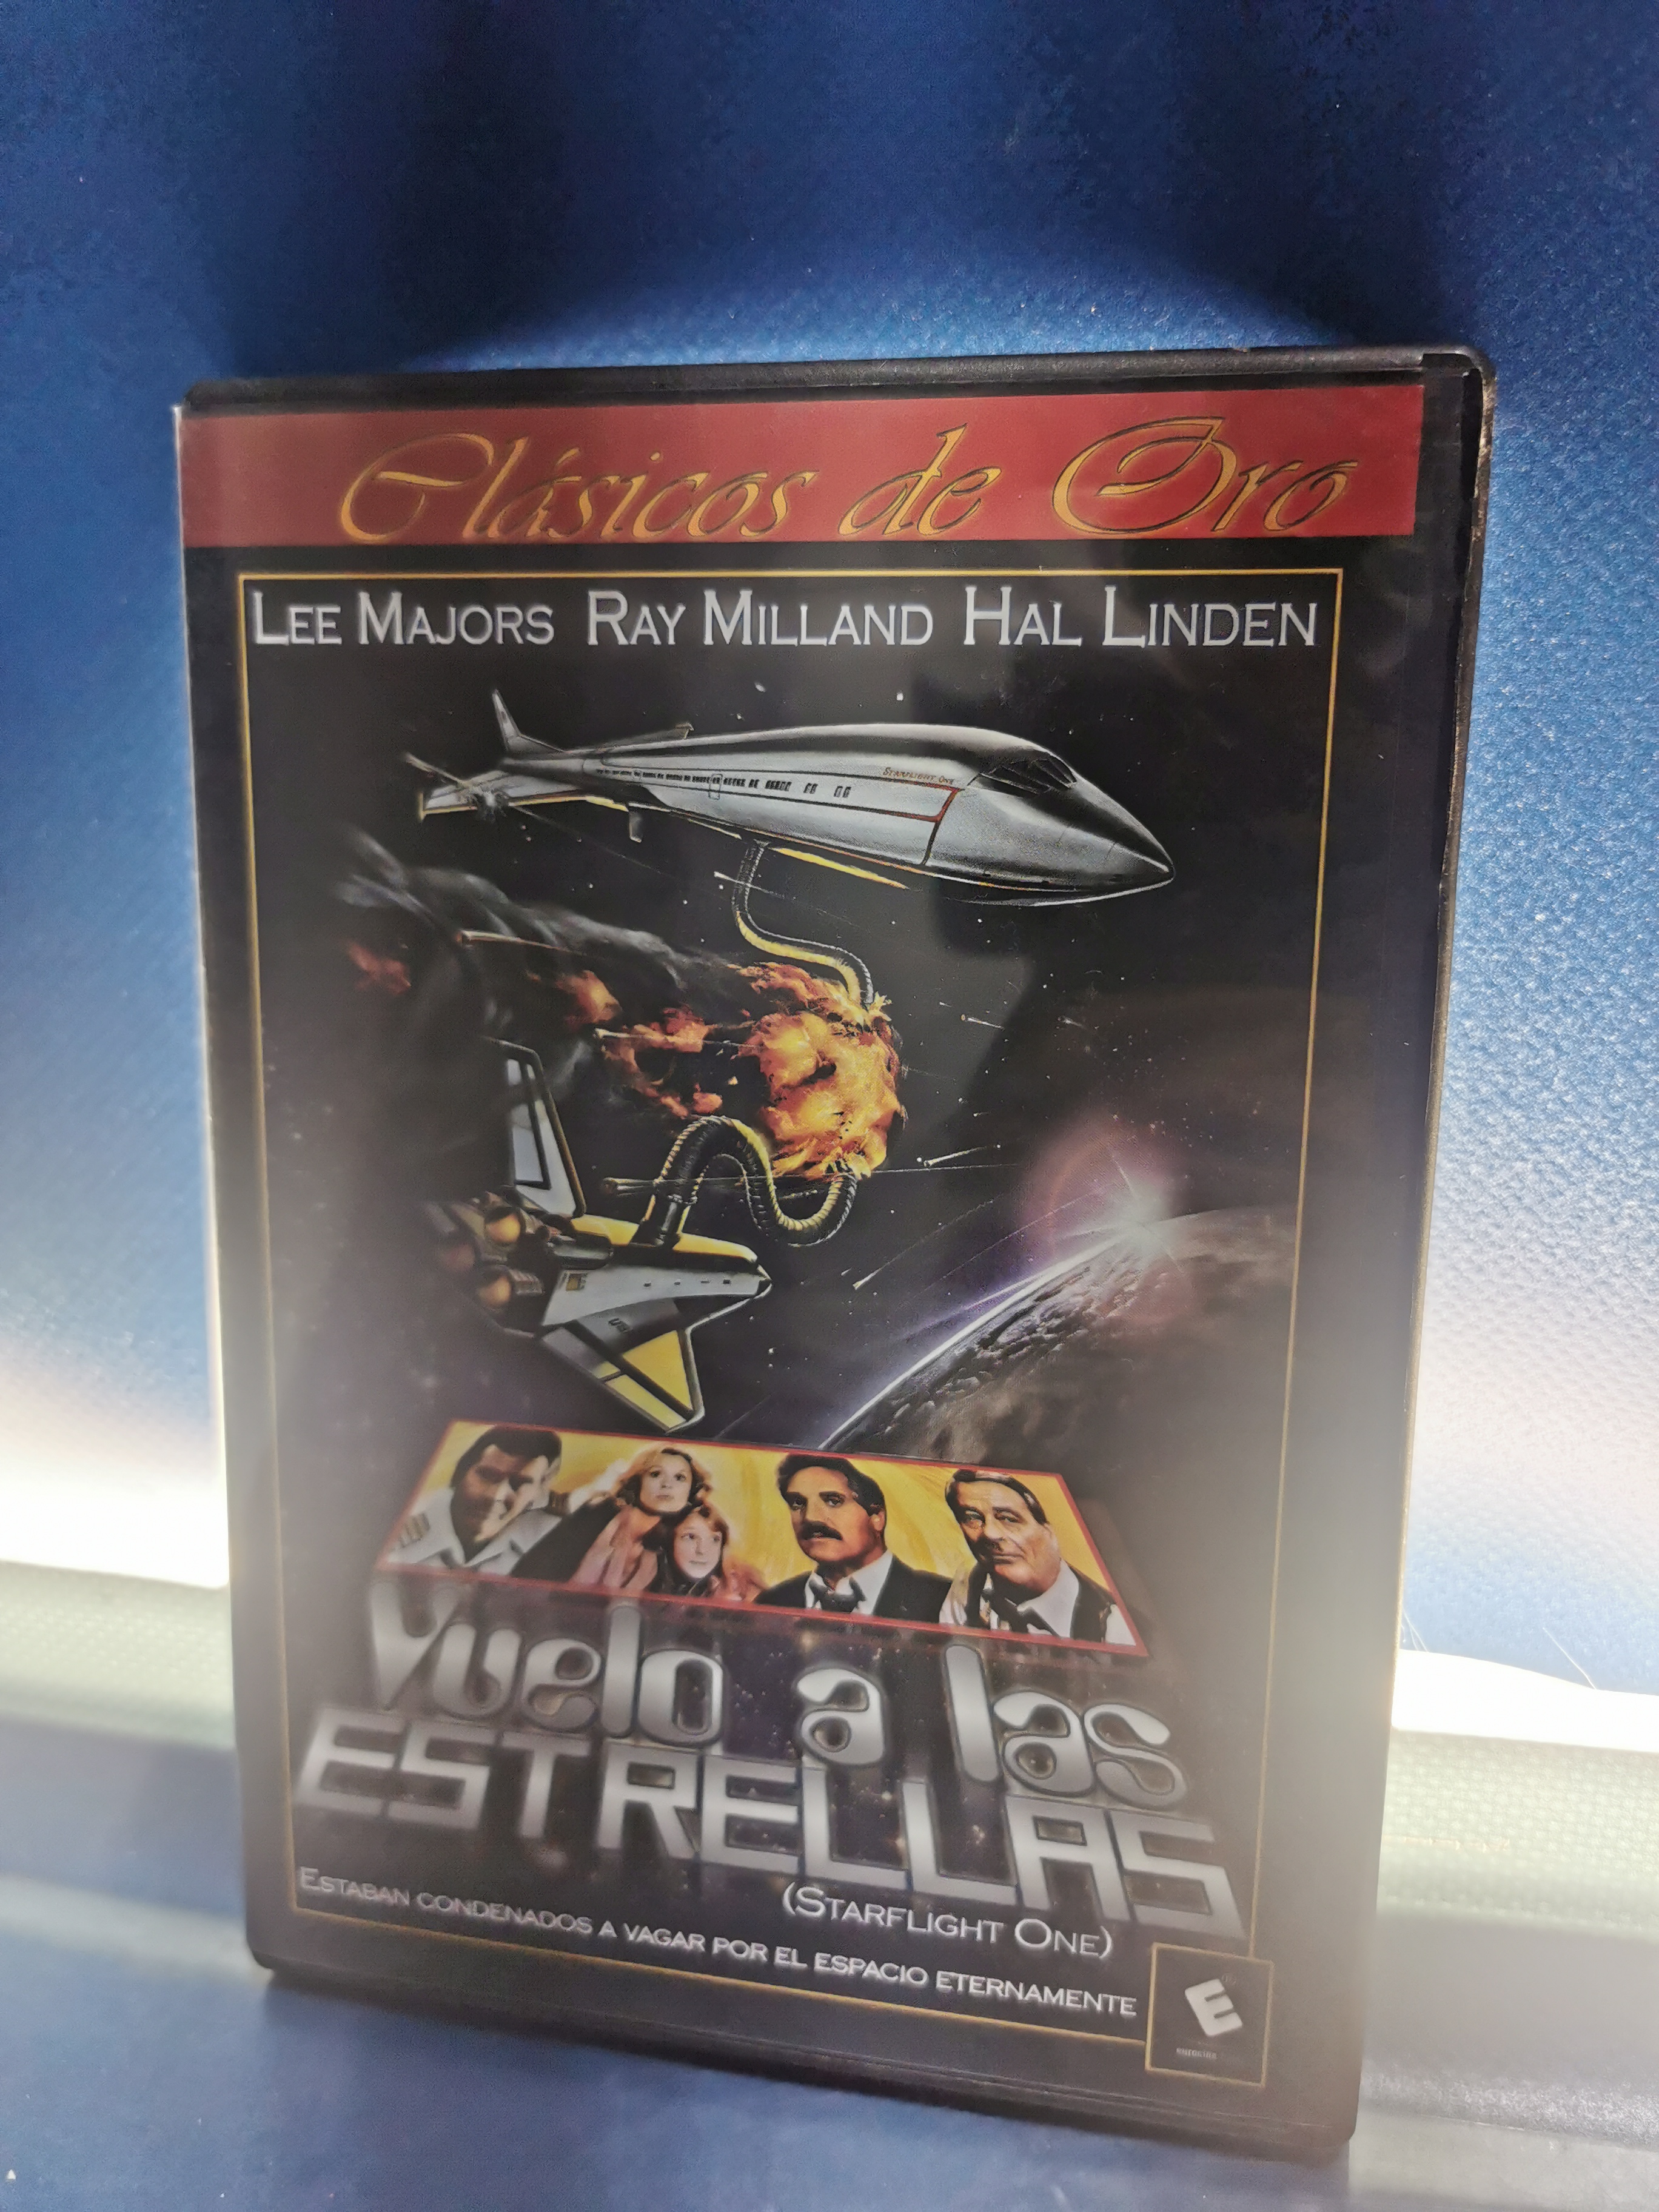 Clásicos de Oro
LEE MAJORS RAY MILLAND HAL LINDEN
STARFLIGHT ONE
Vuelo a las
ESTRELLAS
(STARFLIGHT ONE)
ESTABAN CONDENADOS A VAGAR POR EL ESPACIO ETERNAMENTE
E